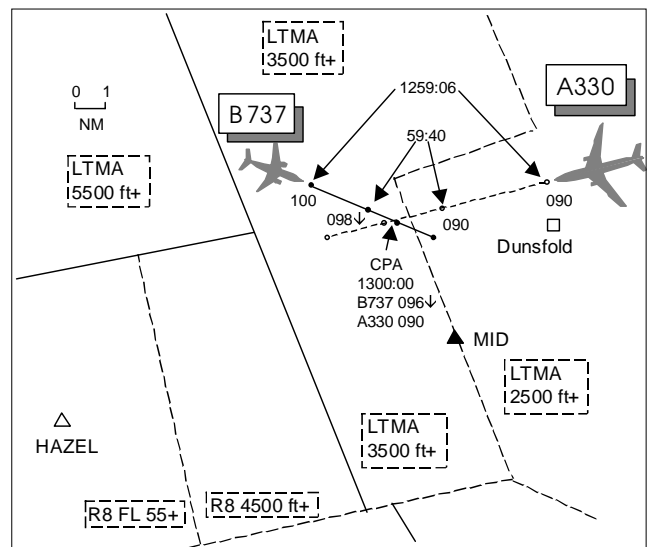 LTMA
3500 ft+
1259:06
A330
B 737
0 1
NM
59:40
LTMA
5500 ft+
100
090
098↓
090
Dunsfold
CPA
1300:00
B737 096↓
A330 090
MID
LTMA
2500 ft+
HAZEL
LTMA
3500 ft+
R8 FL 55+
R8 4500 ft+